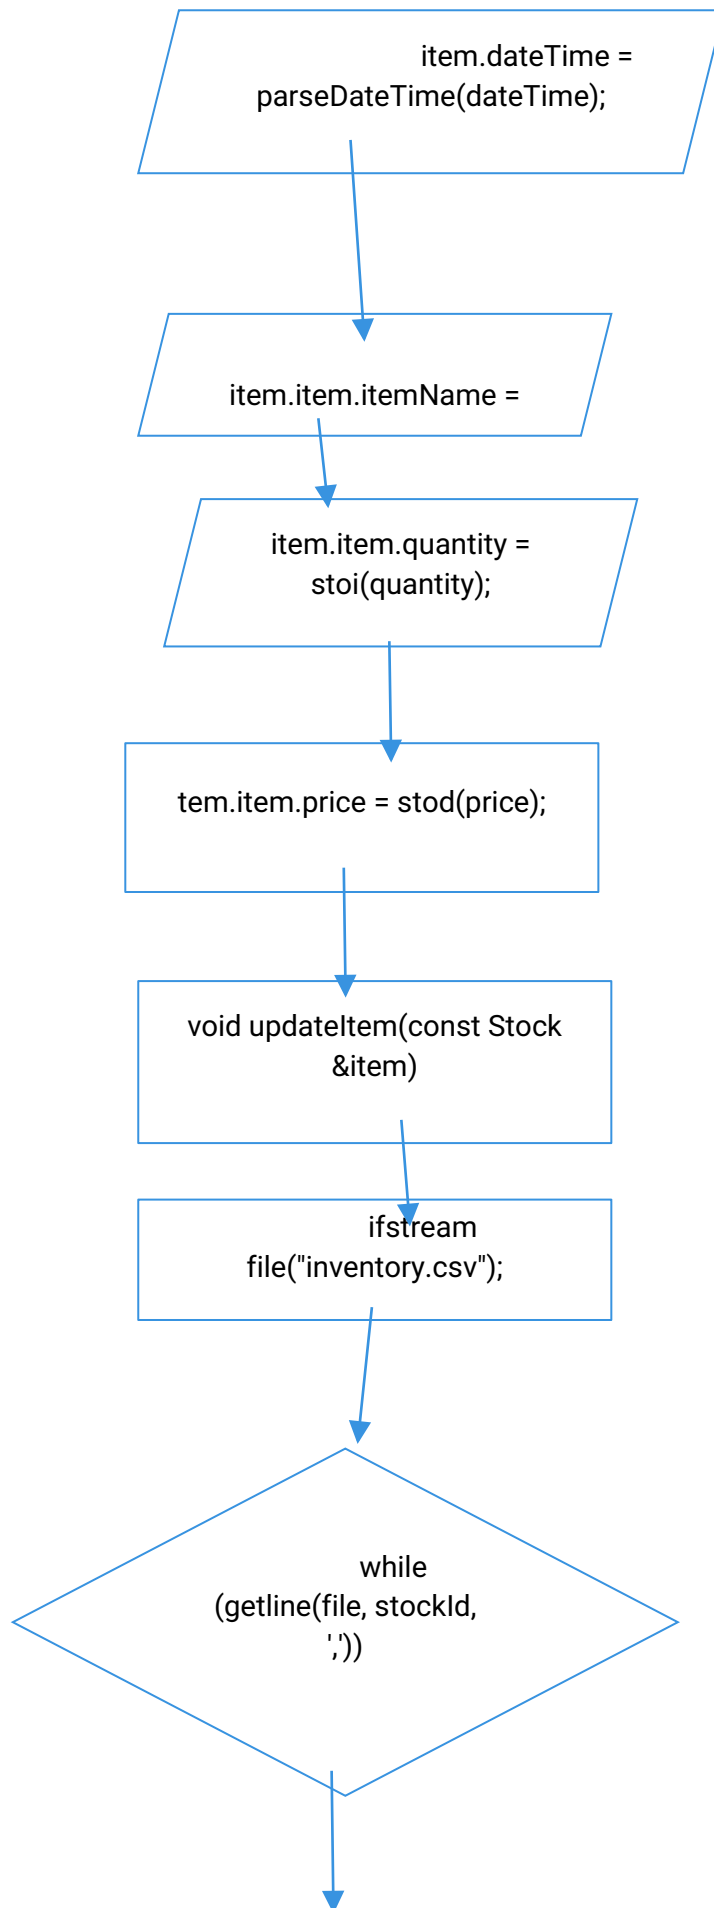 item.dateTime =
parseDateTime(dateTime);
item.item.itemName =
item.item.quantity =
stoi(quantity);
tem.item.price = stod(price);
void updateItem(const Stock
&item)
ifstream
file("inventory.csv");
while
(getline(file, stockId,
','))